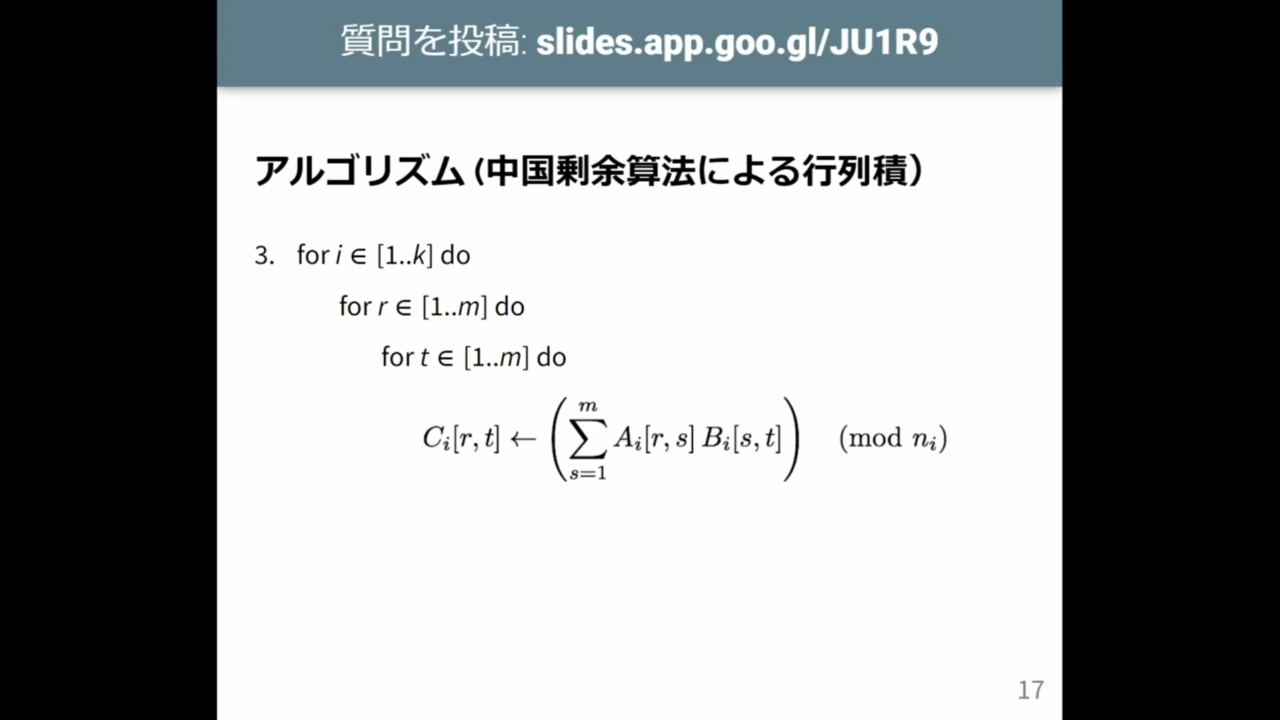 質問を投稿: slides.app.goo.gl/JU1R9
アルゴリズム (中国剰余算法による行列積）
3. for i ∈ [1..k] do
for r ∈ [1..m] do
for t ∈ [1..m] do
C_i[r, t] ← (∑_{s=1}^{m} A_i[r, s] B_i[s, t]) (mod n_i)
17